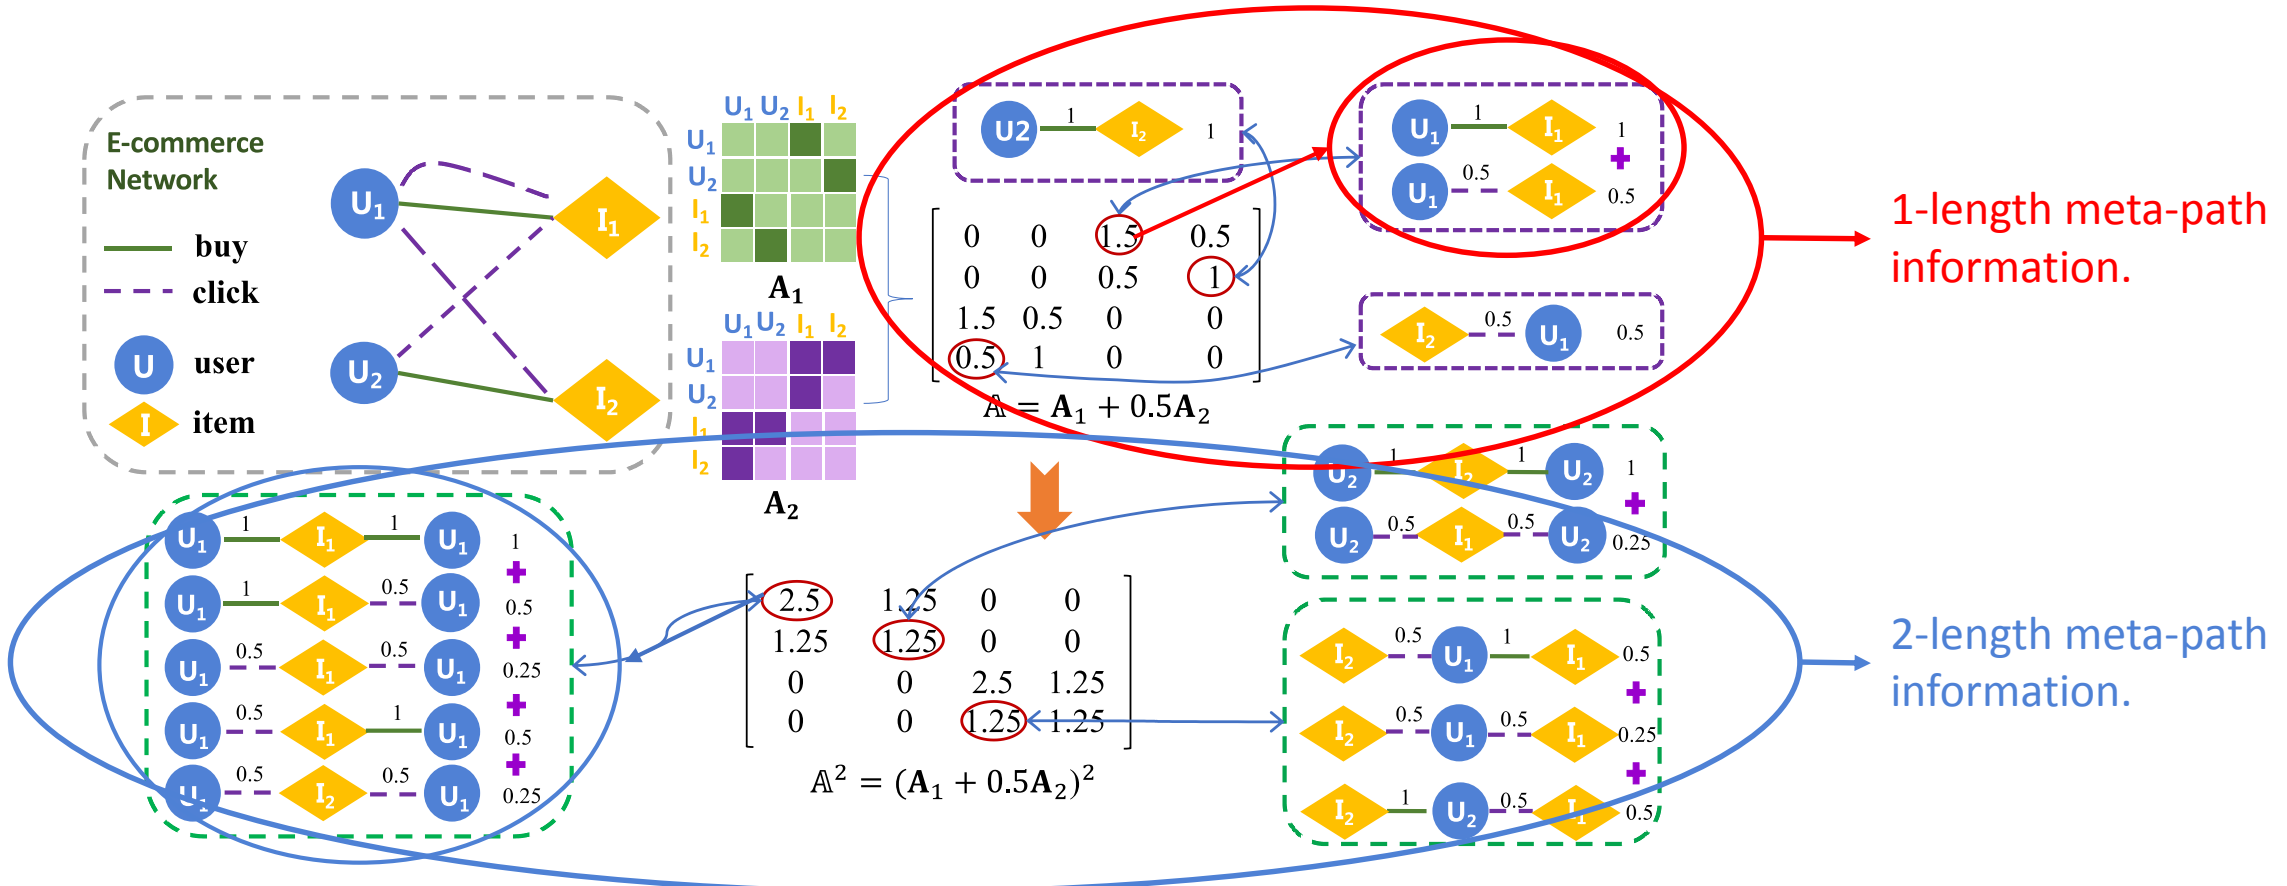 E-commerce
Network
buy
click
U user
I item
U₁
I₁
U₂
I₂
U₁ U₂ I₁ I₂
U₁
U₂
I₁
I₂
A₁
U₁ U₂ I₁ I₂
U₁
U₂
I₁
I₂
A₂
U2 1 I₂ 1
U₁ 1 I₁ 1
U₁ 0.5 I₁ 0.5
I₂ 0.5 U₁ 0.5
0 0 1.5 0.5
0 0 0.5 1
1.5 0.5 0 0
0.5 1 0 0
𝔸 = A₁ + 0.5A₂
1-length meta-path
information.
U₁ 1 I₁ 1 U₁ 1
U₁ 1 I₁ 0.5 U₁ 0.5
U₁ 0.5 I₁ 0.5 U₁ 0.25
U₁ 0.5 I₁ 1 U₁ 0.5
U₁ 0.5 I₂ 0.5 U₁ 0.25
2.5 1.25 0 0
1.25 1.25 0 0
0 0 2.5 1.25
0 0 1.25 1.25
𝔸² = (A₁ + 0.5A₂)²
U₂ 1 I₂ 1 U₂ 1
U₂ 0.5 I₁ 0.5 U₂ 0.25
I₂ 0.5 U₁ 1 I₁ 0.5
I₂ 0.5 U₁ 0.5 I₁ 0.25
I₂ 1 U₂ 0.5 I₁ 0.5
2-length meta-path
information.